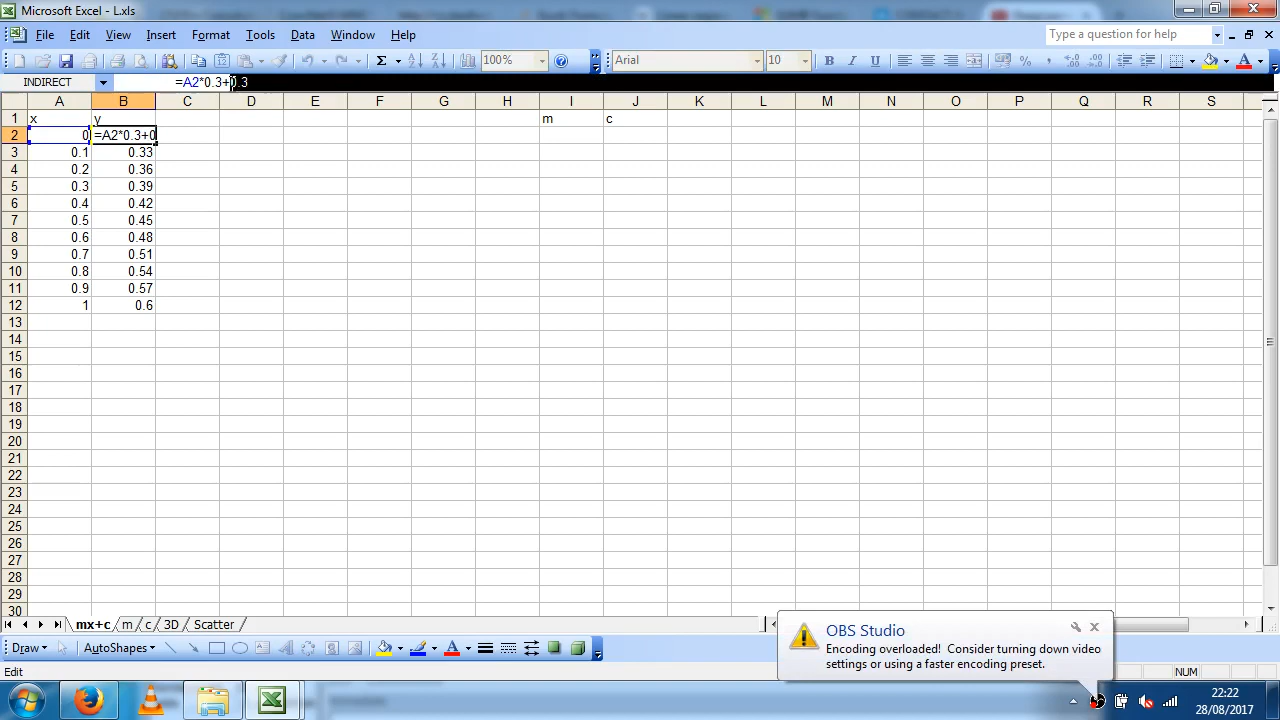 Microsoft Excel - L.xls
File Edit View Insert Format Tools Data Window Help
Type a question for help
100%
Arial
10
INDIRECT
=A2*0.3+0.3
A B C D E F G H I J K L M N O P Q R S
1 x y m c
2 0 =A2*0.3+0
3 0.1 0.33
4 0.2 0.36
5 0.3 0.39
6 0.4 0.42
7 0.5 0.45
8 0.6 0.48
9 0.7 0.51
10 0.8 0.54
11 0.9 0.57
12 1 0.6
13
14
15
16
17
18
19
20
21
22
23
24
25
26
27
28
29
30
mx+c m c 3D Scatter
OBS Studio
Encoding overloaded! Consider turning down video
settings or using a faster encoding preset.
Draw AutoShapes
Edit
NUM
22:22
28/08/2017